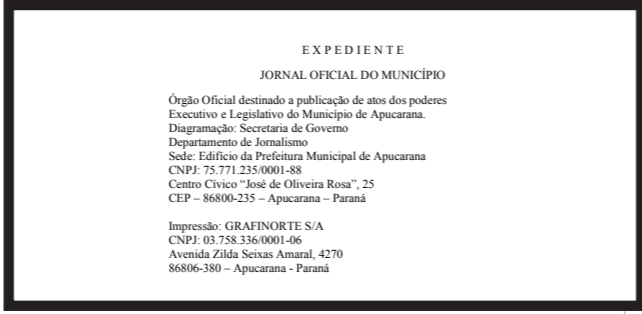 E X P E D I E N T E
JORNAL OFICIAL DO MUNICÍPIO
Órgão Oficial destinado a publicação de atos dos poderes
Executivo e Legislativo do Município de Apucarana.
Diagramação: Secretaria de Governo
Departamento de Jornalismo
Sede: Edifício da Prefeitura Municipal de Apucarana
CNPJ: 75.771.235/0001-88
Centro Cívico “José de Oliveira Rosa”, 25
CEP – 86800-235 – Apucarana – Paraná
Impressão: GRAFINORTE S/A
CNPJ: 03.758.336/0001-06
Avenida Zilda Seixas Amaral, 4270
86806-380 – Apucarana - Paraná